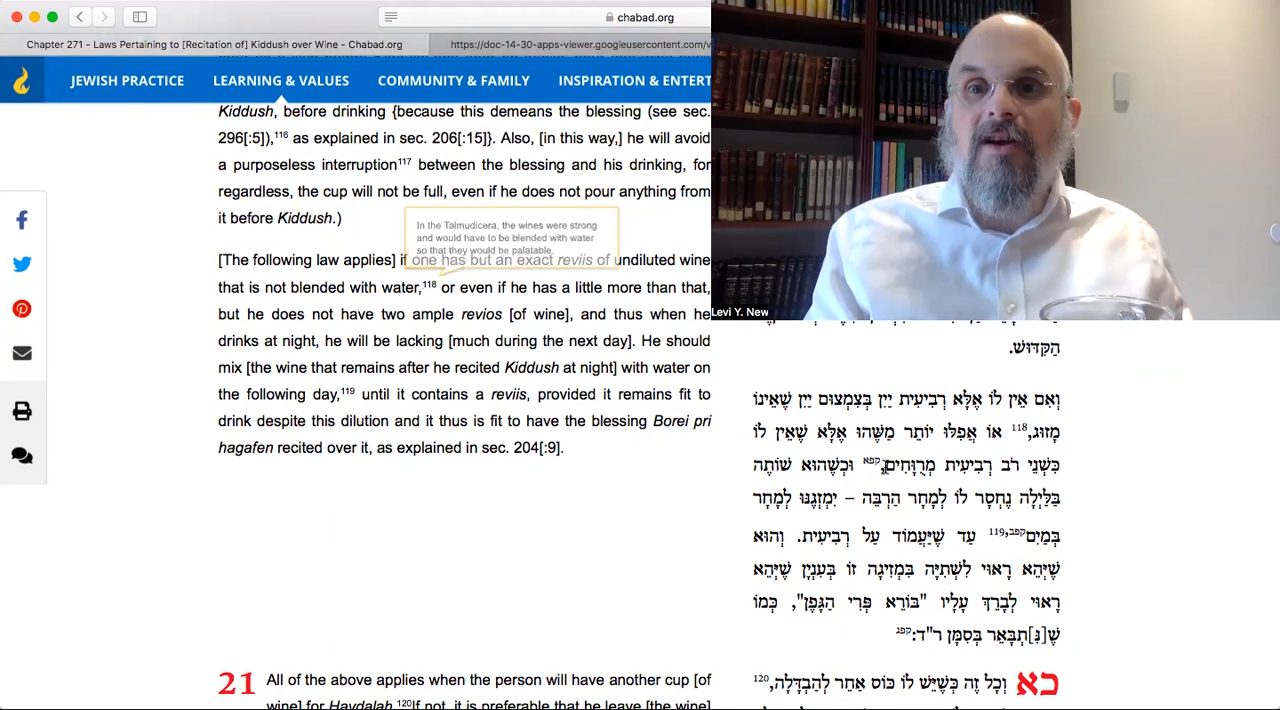 chabad.org
Chapter 271 - Laws Pertaining to [Recitation of] Kiddush over Wine - Chabad.org
https://doc-14-30-apps-viewer.googleusercontent.com/v
JEWISH PRACTICE
LEARNING & VALUES
COMMUNITY & FAMILY
INSPIRATION & ENTERT
Kiddush, before drinking {because this demeans the blessing (see sec.
296[:5]),116 as explained in sec. 206[:15]}. Also, [in this way,] he will avoid
a purposeless interruption117 between the blessing and his drinking, for
regardless, the cup will not be full, even if he does not pour anything from
it before Kiddush.)
In the Talmudicera, the wines were strong
and would have to be blended with water
so that they would be palatable.
[The following law applies] if one has but an exact reviis of undiluted wine
that is not blended with water,118 or even if he has a little more than that,
but he does not have two ample revios [of wine], and thus when he
drinks at night, he will be lacking [much during the next day]. He should
mix [the wine that remains after he recited Kiddush at night] with water on
the following day,119 until it contains a reviis, provided it remains fit to
drink despite this dilution and it thus is fit to have the blessing Borei pri
hagafen recited over it, as explained in sec. 204[:9].
21 All of the above applies when the person will have another cup [of
wine] for Havdalah.120If not, it is preferable that he leave [the wine]
Levi Y. New
הַקִּדּוּשׁ.
וְאִם אֵין לוֹ אֶלָּא רְבִיעִית יַיִן בְּצִמְצוּם יַיִן שֶׁאֵינוֹ
מָזוּג,118 אוֹ אֲפִלּוּ יוֹתֵר מַשֶּׁהוּ אֶלָּא שֶׁאֵין לוֹ
כִּשְׁנֵי רֹב רְבִיעִית מְרֻוָּחִים,קפא וּכְשֶׁהוּא שׁוֹתֶה
בַּלַּיְלָה נֶחְסַר לוֹ לְמָחָר הַרְבֵּה – יִמְזְגֶנּוּ לְמָחָר
בְּמַיִםקפב,119 עַד שֶׁיַּעֲמוֹד עַל רְבִיעִית. וְהוּא
שֶׁיְּהֵא רָאוּי לִשְׁתִיָּה בִּמְזִיגָה זוֹ בְּעִנְיָן שֶׁיְּהֵא
רָאוּי לְבָרֵךְ עָלָיו "בּוֹרֵא פְּרִי הַגָּפֶן", כְּמוֹ
שֶׁ[נִּ]תְבָּאֵר בְּסִמָּן ר"ד:קפג
כא וְכָל זֶה כְּשֶׁיֵּשׁ לוֹ כּוֹס אַחֵר לְהַבְדָּלָה,120